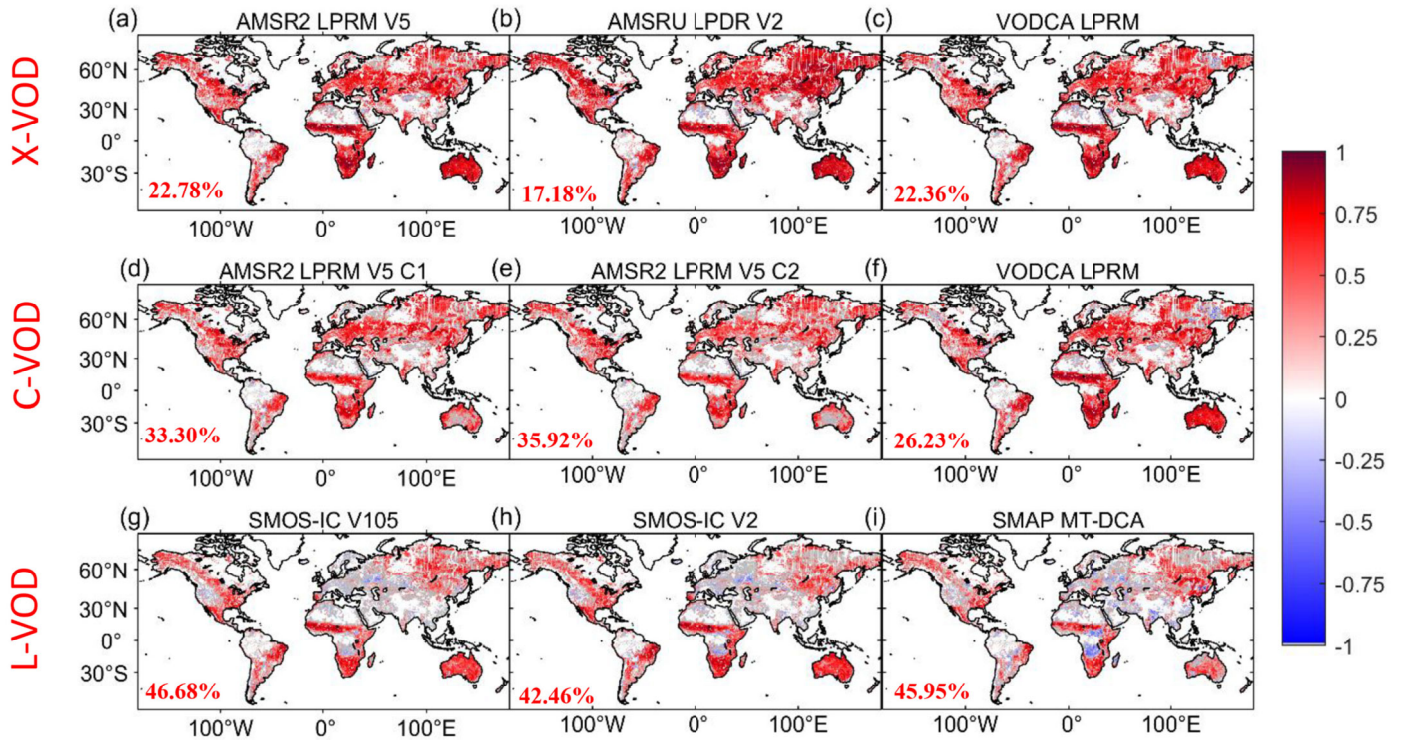 X-VOD
(a) AMSR2 LPRM V5
(b) AMSRU LPDR V2
(c) VODCA LPRM
60°N
30°N
0°
30°S
22.78%
17.18%
22.36%
100°W 0° 100°E
100°W 0° 100°E
100°W 0° 100°E
C-VOD
(d) AMSR2 LPRM V5 C1
(e) AMSR2 LPRM V5 C2
(f) VODCA LPRM
60°N
30°N
0°
30°S
33.30%
35.92%
26.23%
100°W 0° 100°E
100°W 0° 100°E
100°W 0° 100°E
L-VOD
(g) SMOS-IC V105
(h) SMOS-IC V2
(i) SMAP MT-DCA
60°N
30°N
0°
30°S
46.68%
42.46%
45.95%
100°W 0° 100°E
100°W 0° 100°E
100°W 0° 100°E
1
0.75
0.5
0.25
0
-0.25
-0.5
-0.75
-1